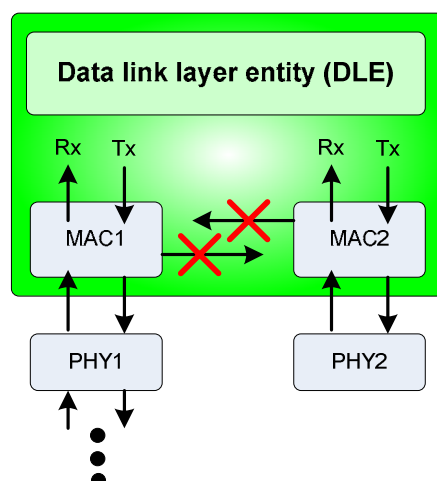 Data link layer entity (DLE)
Rx Tx Rx Tx
MAC1 MAC2
PHY1 PHY2